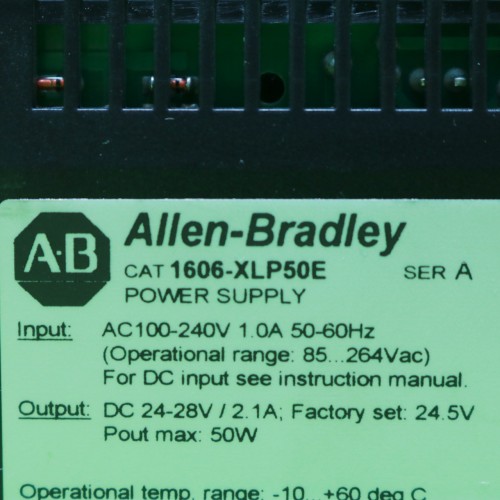 A·B Allen-Bradley
CAT 1606-XLP50E SER A
POWER SUPPLY
Input: AC100-240V 1.0A 50-60Hz
(Operational range: 85...264Vac)
For DC input see instruction manual.
Output: DC 24-28V / 2.1A; Factory set: 24.5V
Pout max: 50W
Operational temp. range: -10...+60 deg C